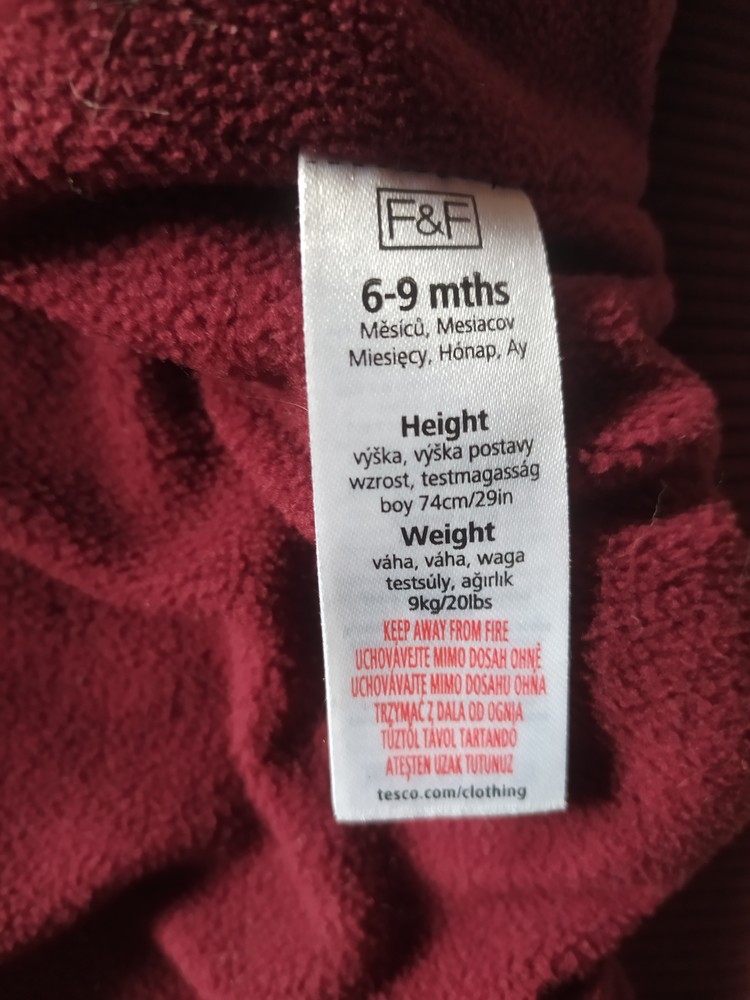 F&F
6-9 mths
Měsíců, Mesiacov
Miesięcy, Hónap, Ay
Height
výška, výška postavy
wzrost, testmagasság
boy 74cm/29in
Weight
váha, váha, waga
testsúly, ağırlık
9kg/20lbs
KEEP AWAY FROM FIRE
UCHOVÁVEJTE MIMO DOSAH OHNĚ
UCHOVÁVAJTE MIMO DOSAHU OHŇA
TRZYMAĆ Z DALA OD OGNIA
TŰZTŐL TÁVOL TARTANDÓ
ATEŞTEN UZAK TUTUNUZ
tesco.com/clothing